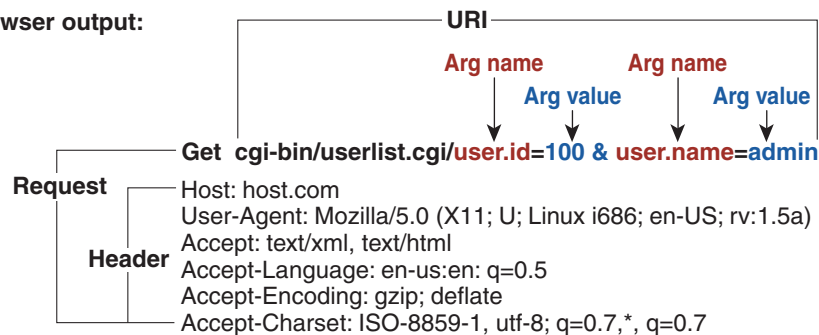 wser output:
URI
Arg name Arg name
Arg value Arg value
Get cgi-bin/userlist.cgi/user.id=100 & user.name=admin
Request
Host: host.com
User-Agent: Mozilla/5.0 (X11; U; Linux i686; en-US; rv:1.5a)
Accept: text/xml, text/html
Header
Accept-Language: en-us:en: q=0.5
Accept-Encoding: gzip; deflate
Accept-Charset: ISO-8859-1, utf-8; q=0.7,*, q=0.7